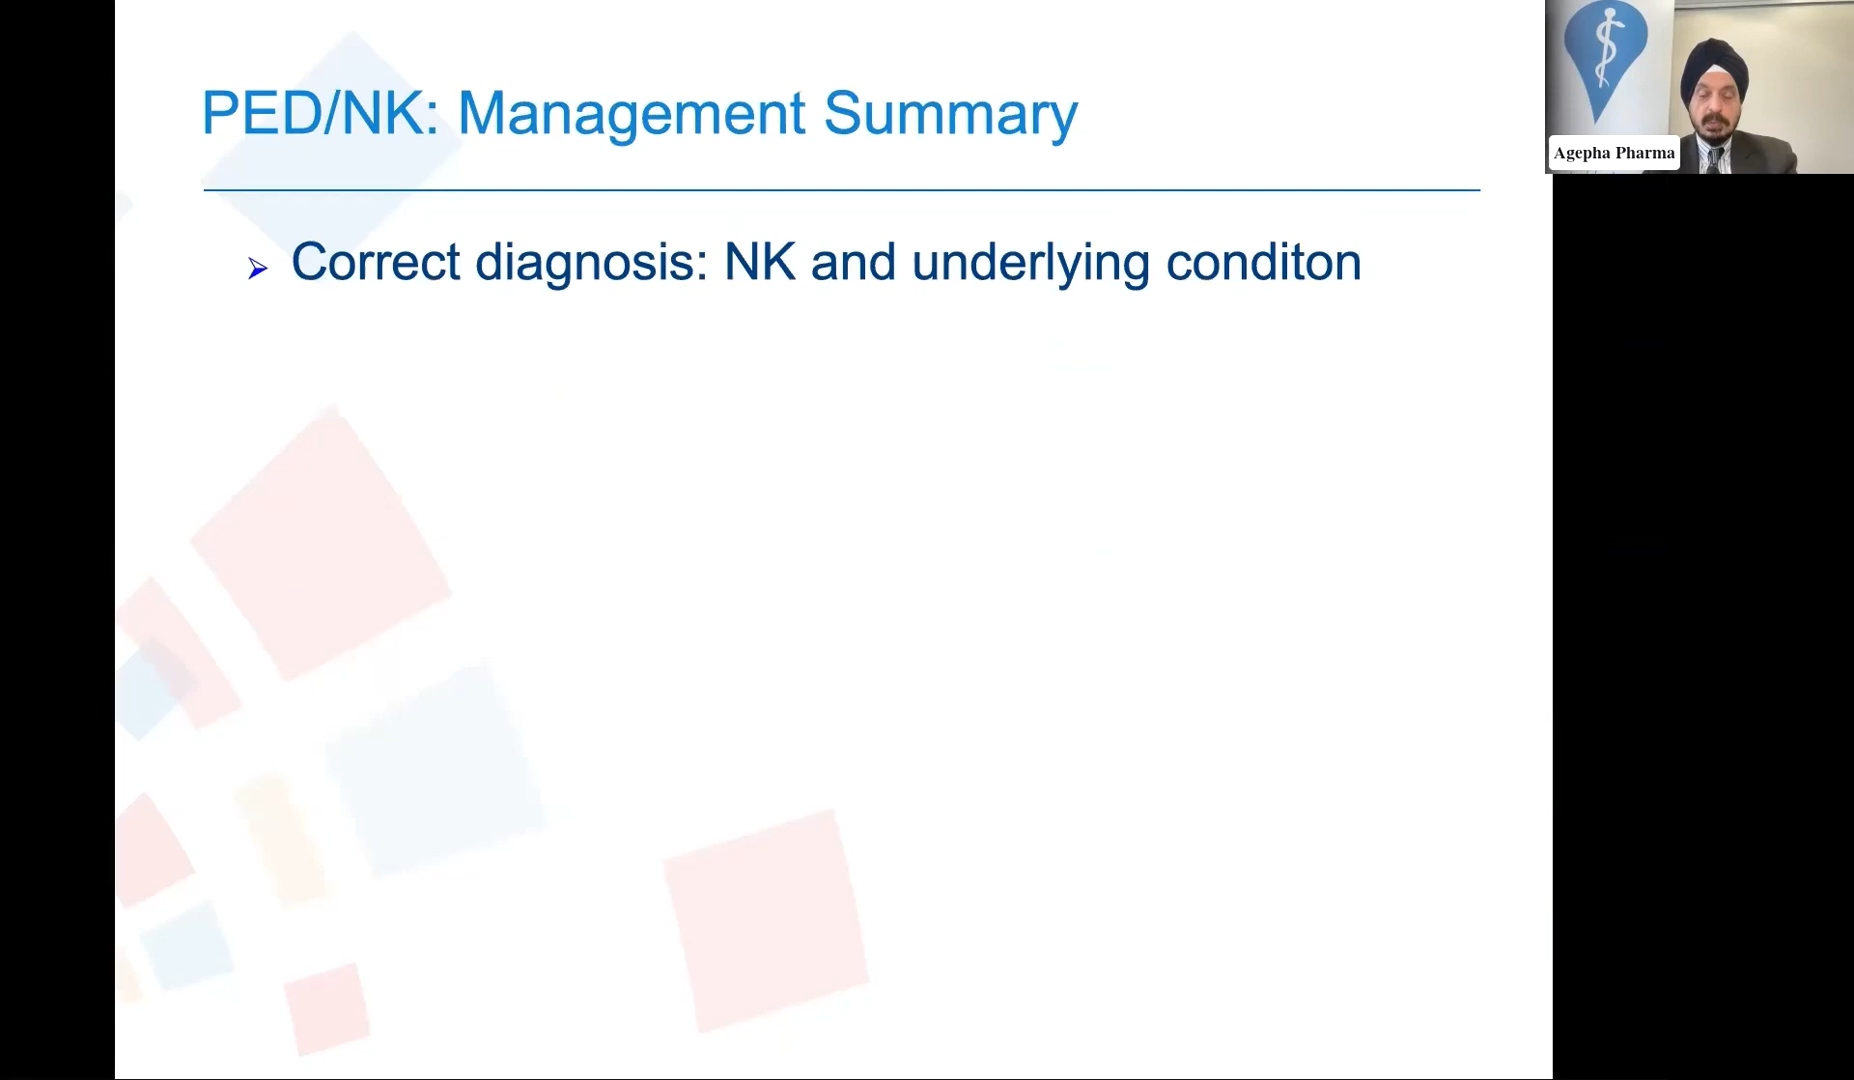 PED/NK: Management Summary
Agepha Pharma
Correct diagnosis: NK and underlying conditon